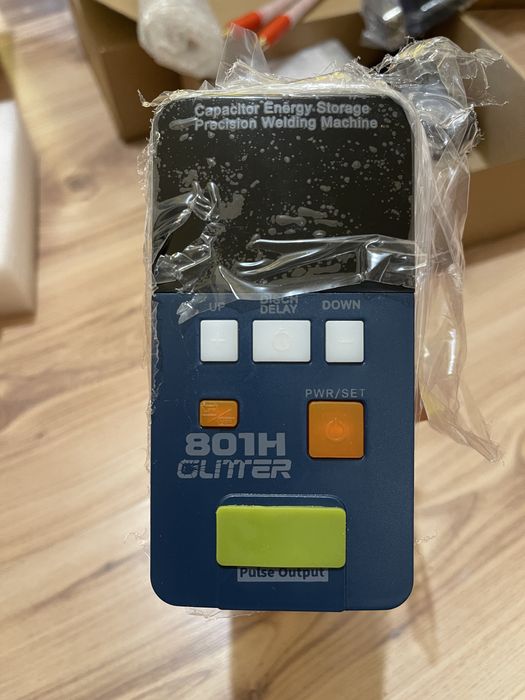 Capacitor Energy Storage
Precision Welding Machine
UP
DISCH
DELAY
DOWN
PWR/SET
801H
GLITTER
Pulse Output